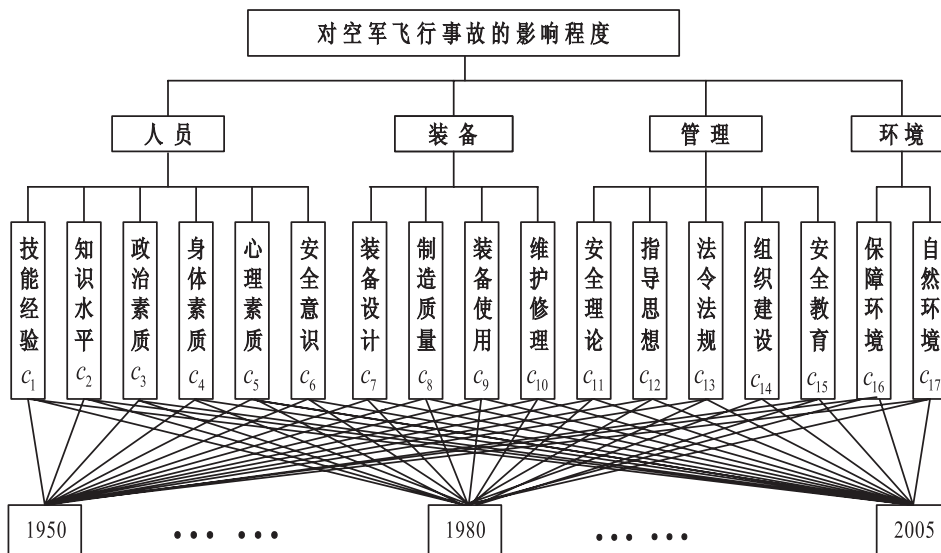 对空军飞行事故的影响程度
人员
装备
管理
环境
技能经验 c1
知识水平 c2
政治素质 c3
身体素质 c4
心理素质 c5
安全意识 c6
装备设计 c7
制造质量 c8
装备使用 c9
维护修理 c10
安全理论 c11
指导思想 c12
法令法规 c13
组织建设 c14
安全教育 c15
保障环境 c16
自然环境 c17
1950 ••• ••• 1980 ••• ••• 2005